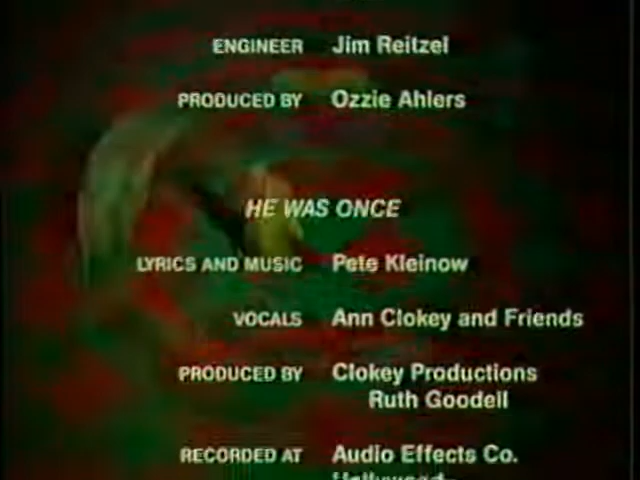 ENGINEER Jim Reitzel
PRODUCED BY Ozzie Ahlers
HE WAS ONCE
LYRICS AND MUSIC Pete Kleinow
VOCALS Ann Clokey and Friends
PRODUCED BY Clokey Productions
Ruth Goodell
RECORDED AT Audio Effects Co.
Hollywood